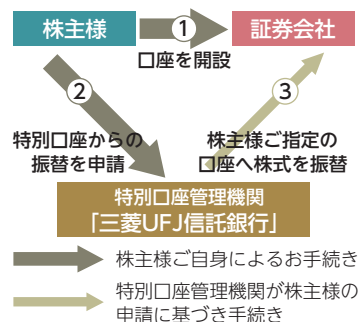 株主様
①
証券会社
口座を開設
②
③
特別口座からの
振替を申請
株主様ご指定の
口座へ株式を振替
特別口座管理機関
「三菱UFJ信託銀行」
株主様ご自身によるお手続き
特別口座管理機関が株主様の
申請に基づき手続き